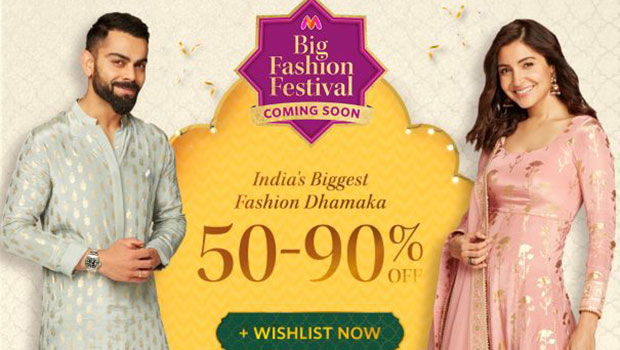 Big
Fashion
Festival
COMING SOON
India's Biggest
Fashion Dhamaka
50-90%
OFF
+ WISHLIST NOW